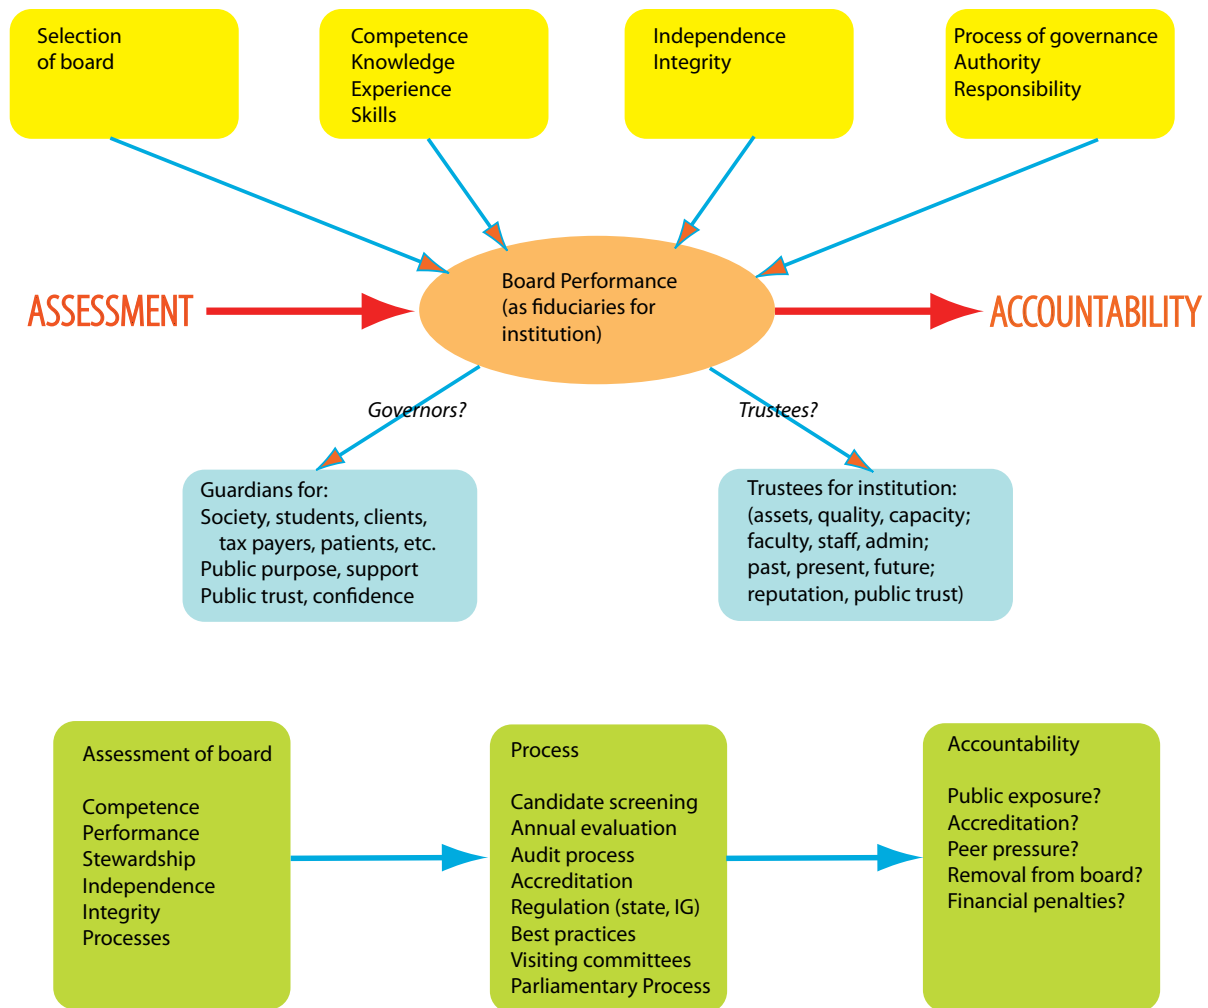 Selection
of board
Competence
Knowledge
Experience
Skills
Independence
Integrity
Process of governance
Authority
Responsibility
ASSESSMENT
Board Performance
(as fiduciaries for
institution)
ACCOUNTABILITY
Governors?
Trustees?
Guardians for:
Society, students, clients,
tax payers, patients, etc.
Public purpose, support
Public trust, confidence
Trustees for institution:
(assets, quality, capacity;
faculty, staff, admin;
past, present, future;
reputation, public trust)
Assessment of board
Competence
Performance
Stewardship
Independence
Integrity
Processes
Process
Candidate screening
Annual evaluation
Audit process
Accreditation
Regulation (state, IG)
Best practices
Visiting committees
Parliamentary Process
Accountability
Public exposure?
Accreditation?
Peer pressure?
Removal from board?
Financial penalties?